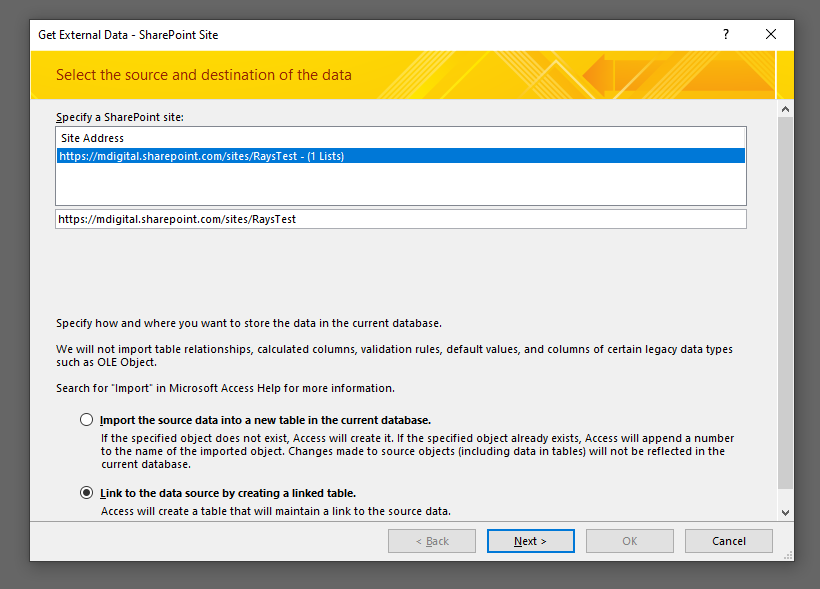 Get External Data - SharePoint Site
?
Select the source and destination of the data
Specify a SharePoint site:
Site Address
https://mdigital.sharepoint.com/sites/RaysTest - (1 Lists)
https://mdigital.sharepoint.com/sites/RaysTest
Specify how and where you want to store the data in the current database.
We will not import table relationships, calculated columns, validation rules, default values, and columns of certain legacy data types
such as OLE Object.
Search for "Import" in Microsoft Access Help for more information.
Import the source data into a new table in the current database.
If the specified object does not exist, Access will create it. If the specified object already exists, Access will append a number
to the name of the imported object. Changes made to source objects (including data in tables) will not be reflected in the
current database.
Link to the data source by creating a linked table.
Access will create a table that will maintain a link to the source data.
< Back
Next >
OK
Cancel